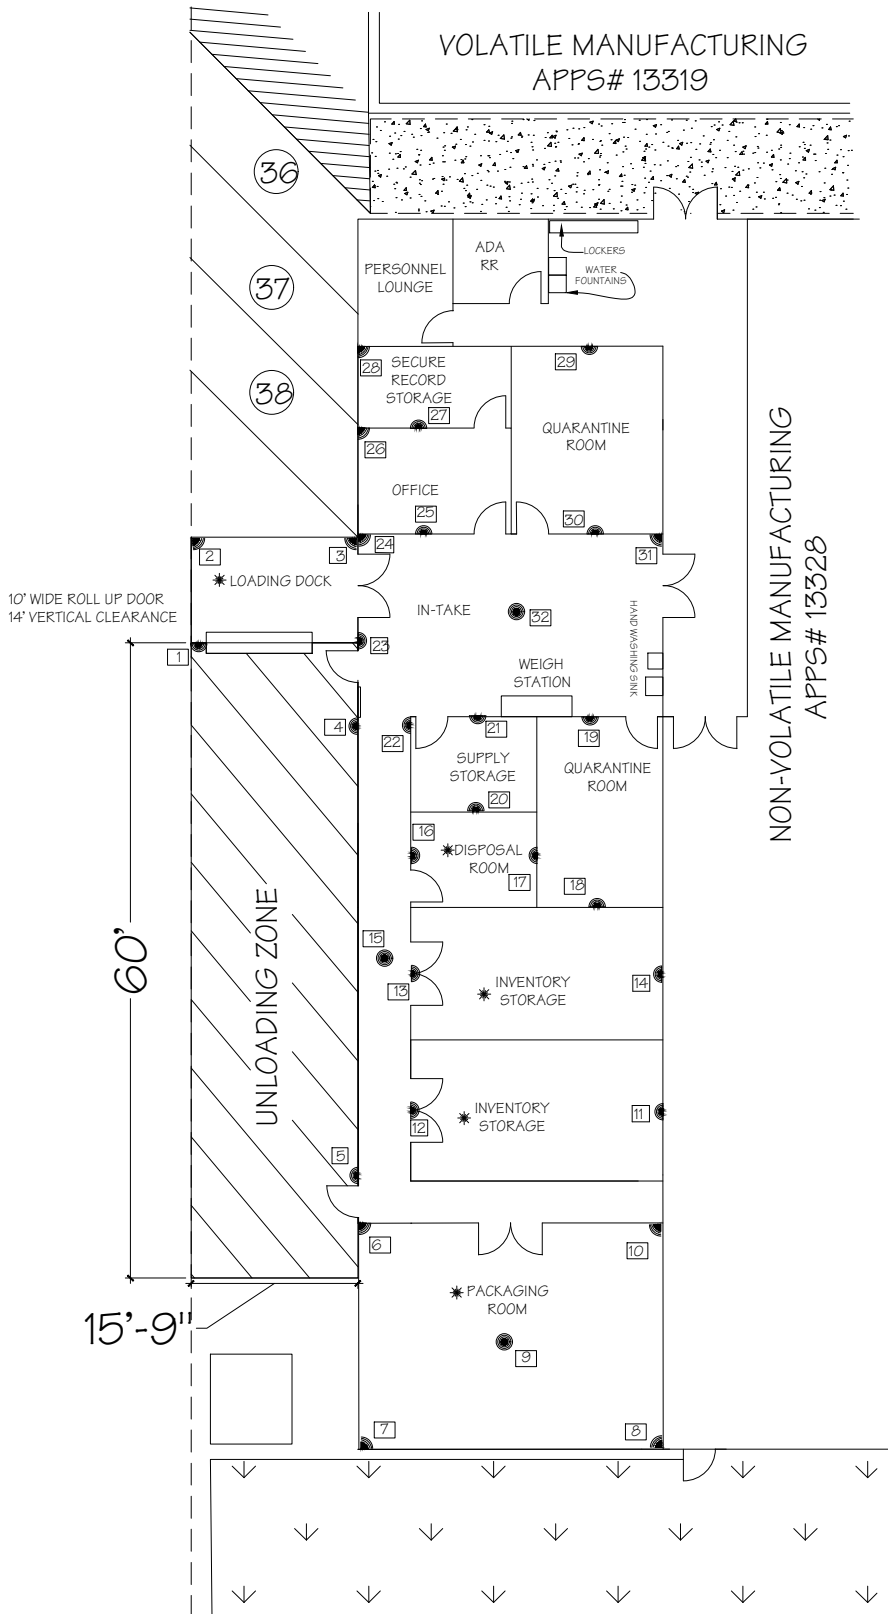 VOLATILE MANUFACTURING
APPS# 13319
36
ADA
RR
LOCKERS
PERSONNEL
LOUNGE
WATER
FOUNTAINS
37
28
SECURE
RECORD
STORAGE
29
38
27
QUARANTINE
ROOM
26
OFFICE
25
30
NON-VOLATILE MANUFACTURING
APPS# 13328
2
3
24
31
LOADING DOCK
10' WIDE ROLL UP DOOR
14' VERTICAL CLEARANCE
IN-TAKE
32
HAND WASHING SINK
23
1
WEIGH
STATION
4
22
21
19
SUPPLY
STORAGE
QUARANTINE
ROOM
20
16
DISPOSAL
ROOM
17
18
60'
UNLOADING ZONE
15
13
INVENTORY
STORAGE
14
12
INVENTORY
STORAGE
11
5
6
10
PACKAGING
ROOM
15'-9"
9
7
8